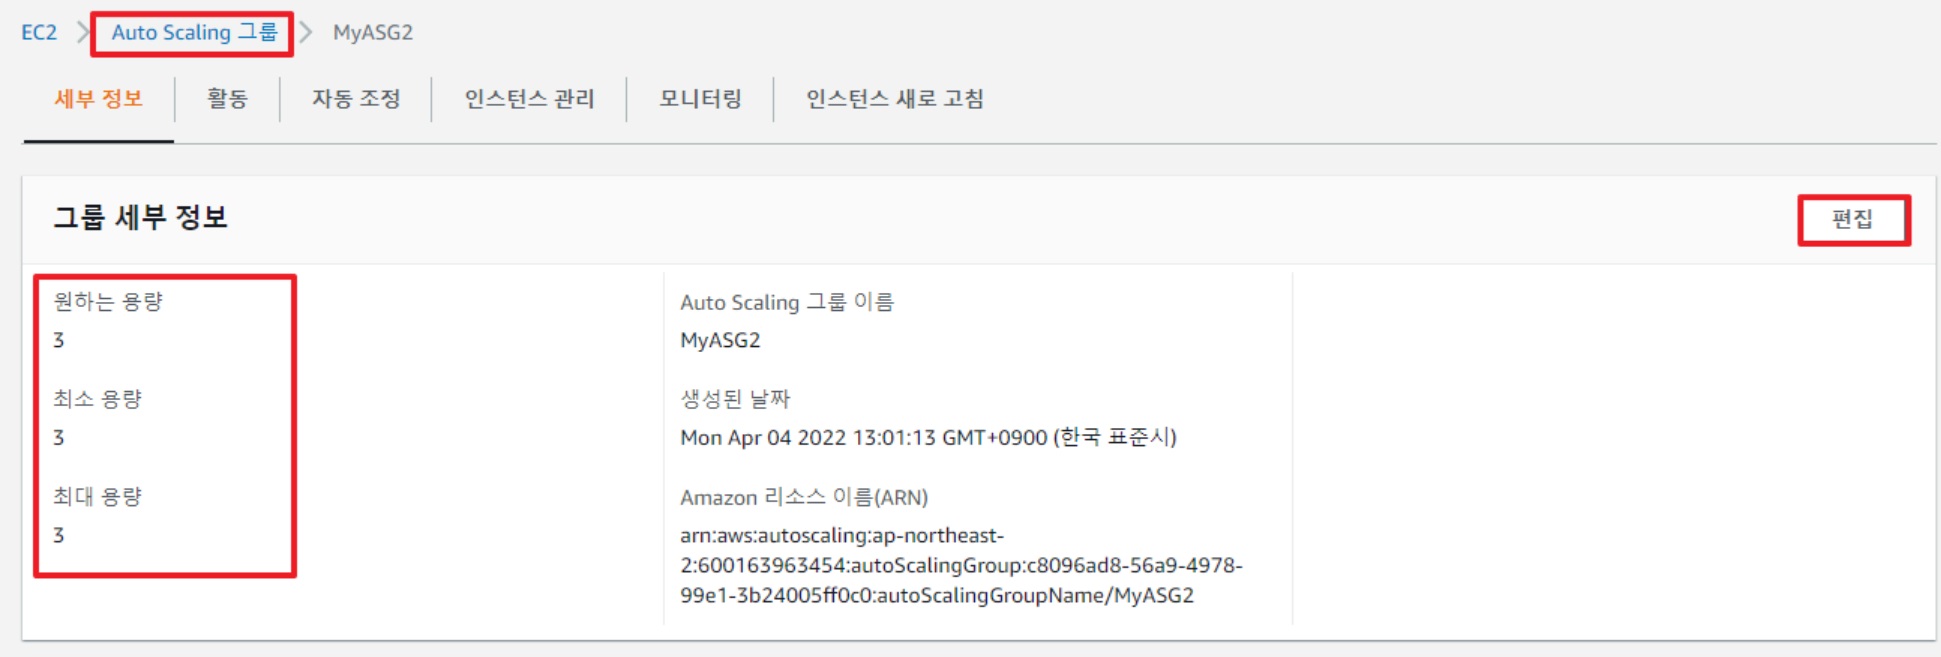 EC2 > Auto Scaling 그룹 > MyASG2
세부 정보 활동 자동 조정 인스턴스 관리 모니터링 인스턴스 새로 고침
그룹 세부 정보
편집
원하는 용량
3
최소 용량
3
최대 용량
3
Auto Scaling 그룹 이름
MyASG2
생성된 날짜
Mon Apr 04 2022 13:01:13 GMT+0900 (한국 표준시)
Amazon 리소스 이름(ARN)
arn:aws:autoscaling:ap-northeast-
2:600163963454:autoScalingGroup:c8096ad8-56a9-4978-
99e1-3b24005ff0c0:autoScalingGroupName/MyASG2